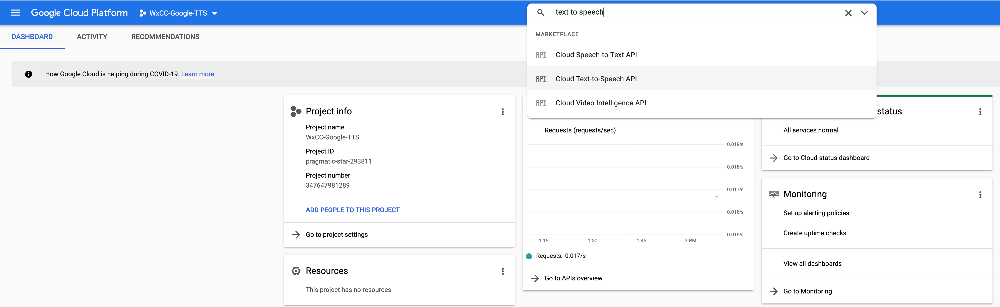 Google Cloud Platform
WxCC-Google-TTS
text to speech
MARKETPLACE
API Cloud Speech-to-Text API
API Cloud Text-to-Speech API
API Cloud Video Intelligence API
DASHBOARD
ACTIVITY
RECOMMENDATIONS
How Google Cloud is helping during COVID-19. Learn more
Project info
Project name
WxCC-Google-TTS
Project ID
pragmatic-star-293811
Project number
347647981289
ADD PEOPLE TO THIS PROJECT
Go to project settings
Resources
This project has no resources
Requests (requests/sec)
0.019/s
0.018/s
0.017/s
0.016/s
0.015/s
1:15
1:30
1:45
2 PM
Requests: 0.017/s
Go to APIs overview
status
All services normal
Go to Cloud status dashboard
Monitoring
Set up alerting policies
Create uptime checks
View all dashboards
Go to Monitoring